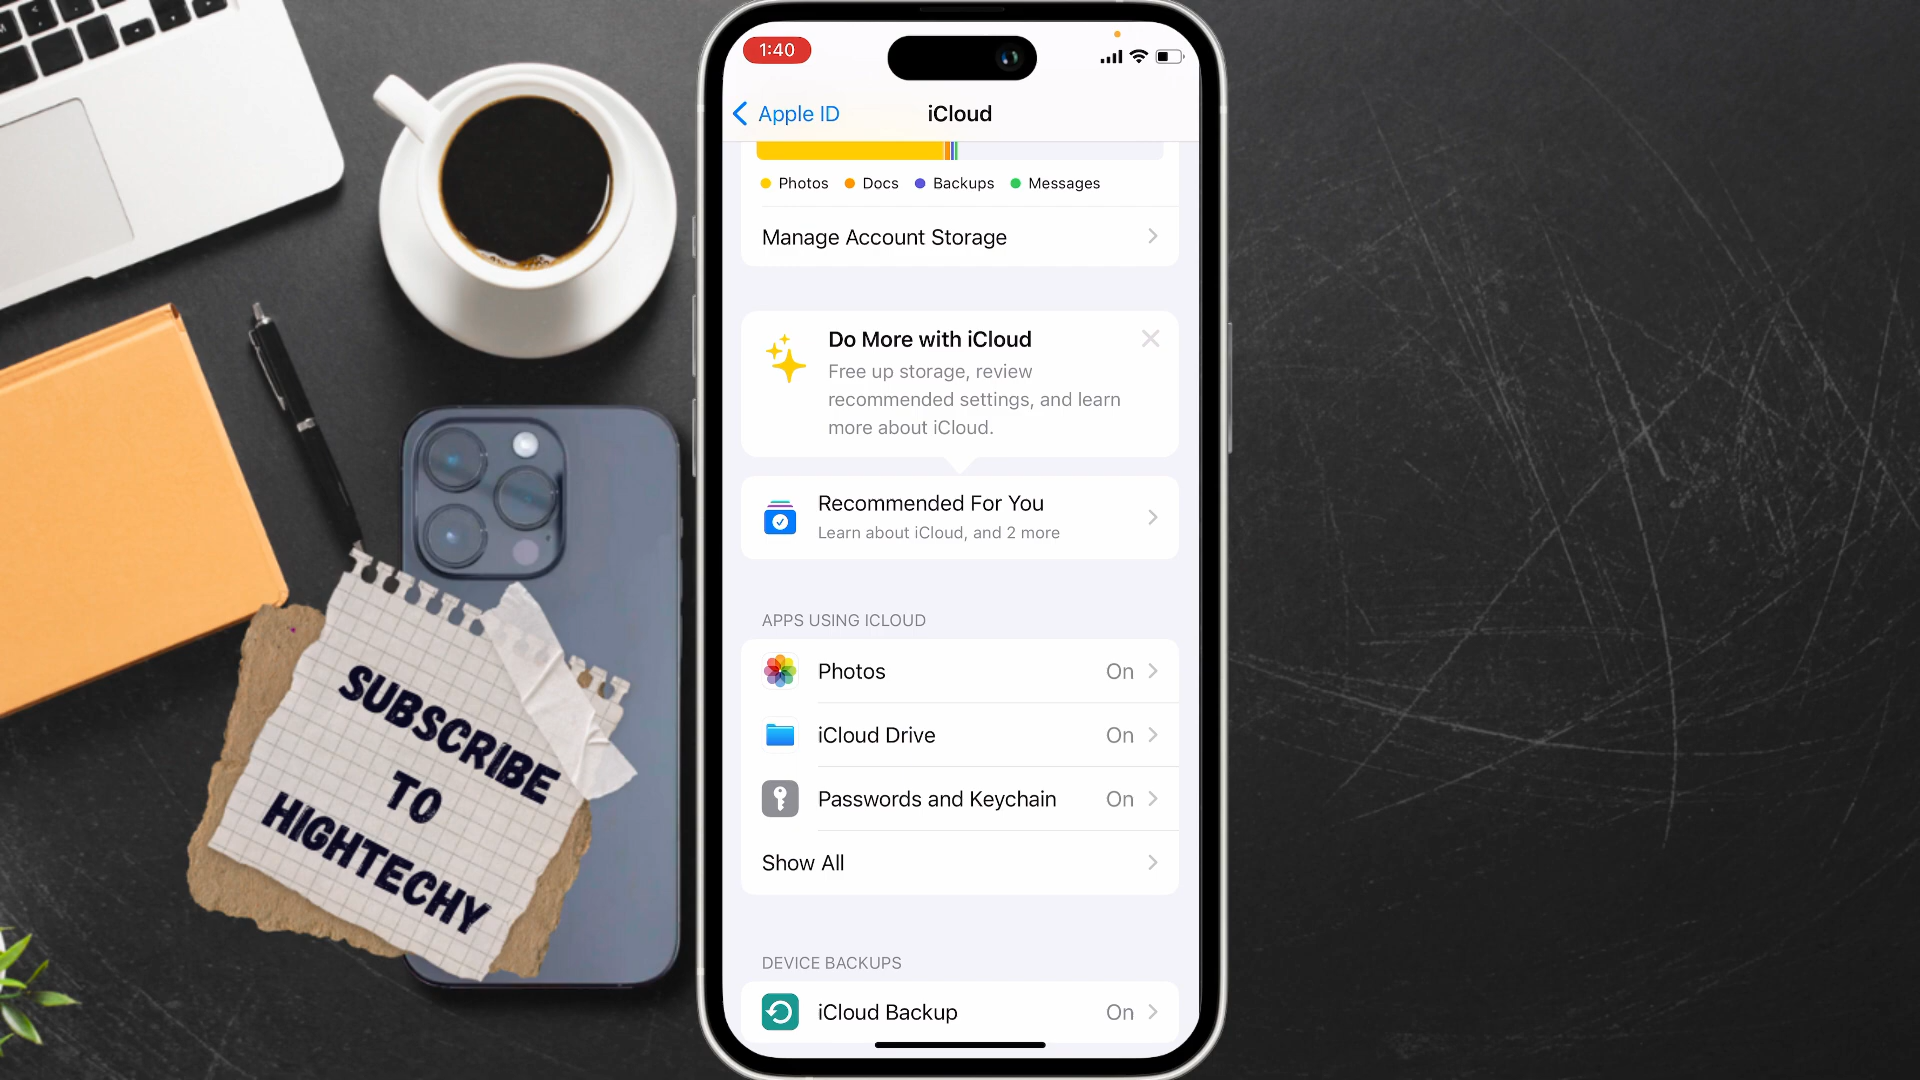 1:40
Apple ID
iCloud
Photos Docs Backups Messages
Manage Account Storage
Do More with iCloud
Free up storage, review
recommended settings, and learn
more about iCloud.
Recommended For You
Learn about iCloud, and 2 more
APPS USING ICLOUD
Photos On
iCloud Drive On
Passwords and Keychain On
Show All
DEVICE BACKUPS
iCloud Backup On
SUBSCRIBE
TO
HIGHTECHY